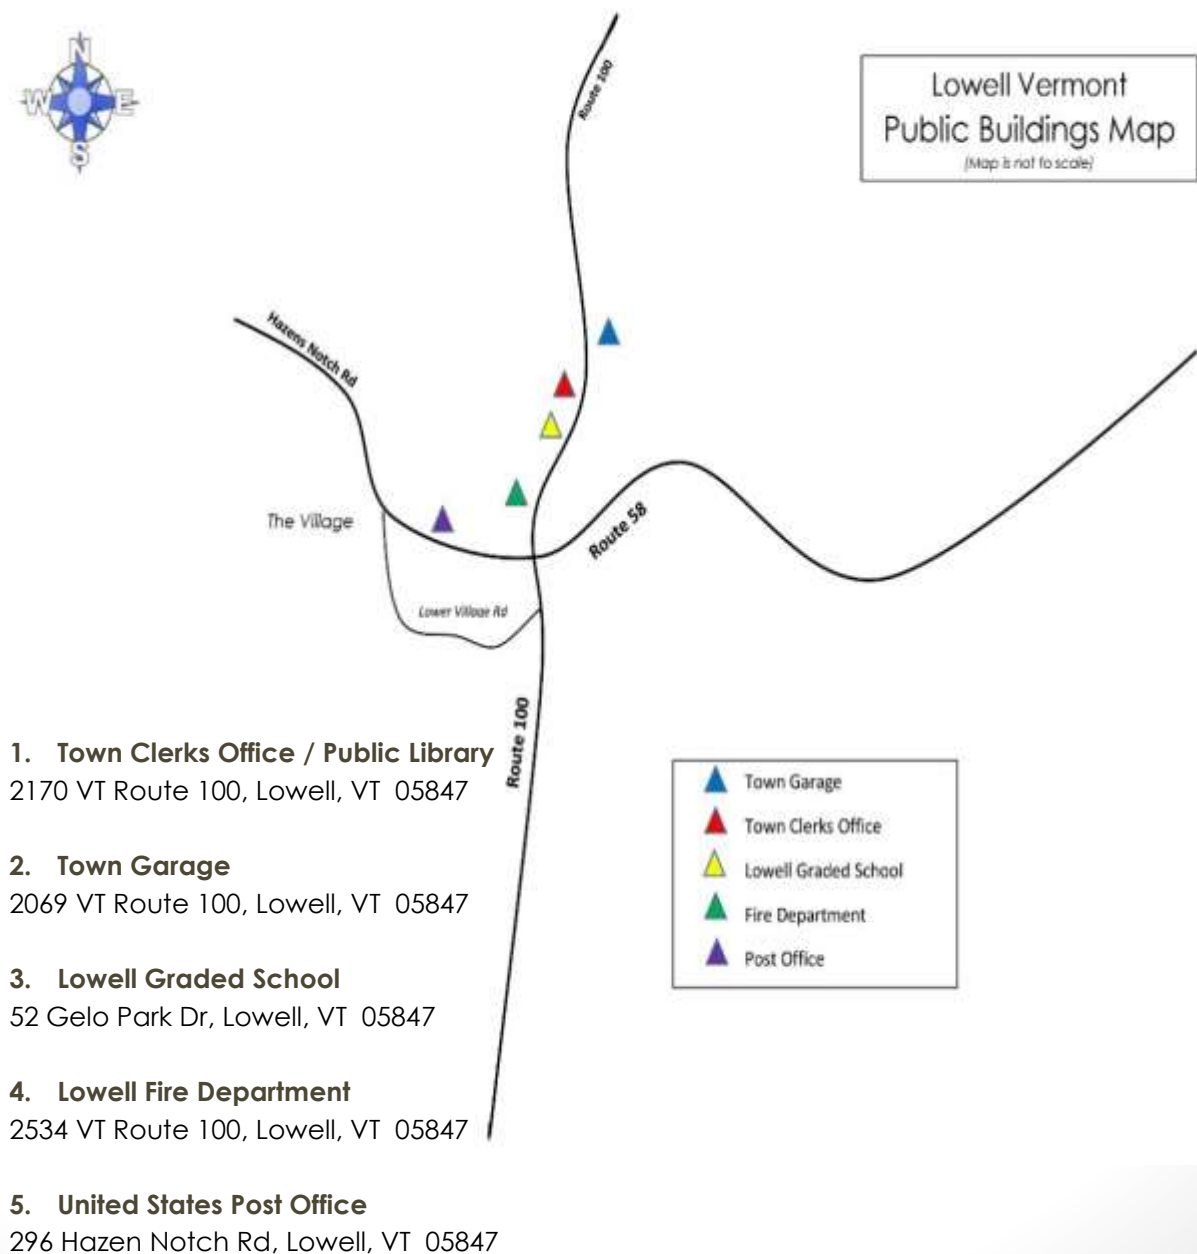 N
W E
S
Lowell Vermont
Public Buildings Map
(Map is not to scale)
Route 100
Hazens Notch Rd
The Village
Route 58
Lower Village Rd
Route 100
1. Town Clerks Office / Public Library
2170 VT Route 100, Lowell, VT 05847
2. Town Garage
2069 VT Route 100, Lowell, VT 05847
3. Lowell Graded School
52 Gelo Park Dr, Lowell, VT 05847
4. Lowell Fire Department
2534 VT Route 100, Lowell, VT 05847
5. United States Post Office
296 Hazen Notch Rd, Lowell, VT 05847
Town Garage
Town Clerks Office
Lowell Graded School
Fire Department
Post Office